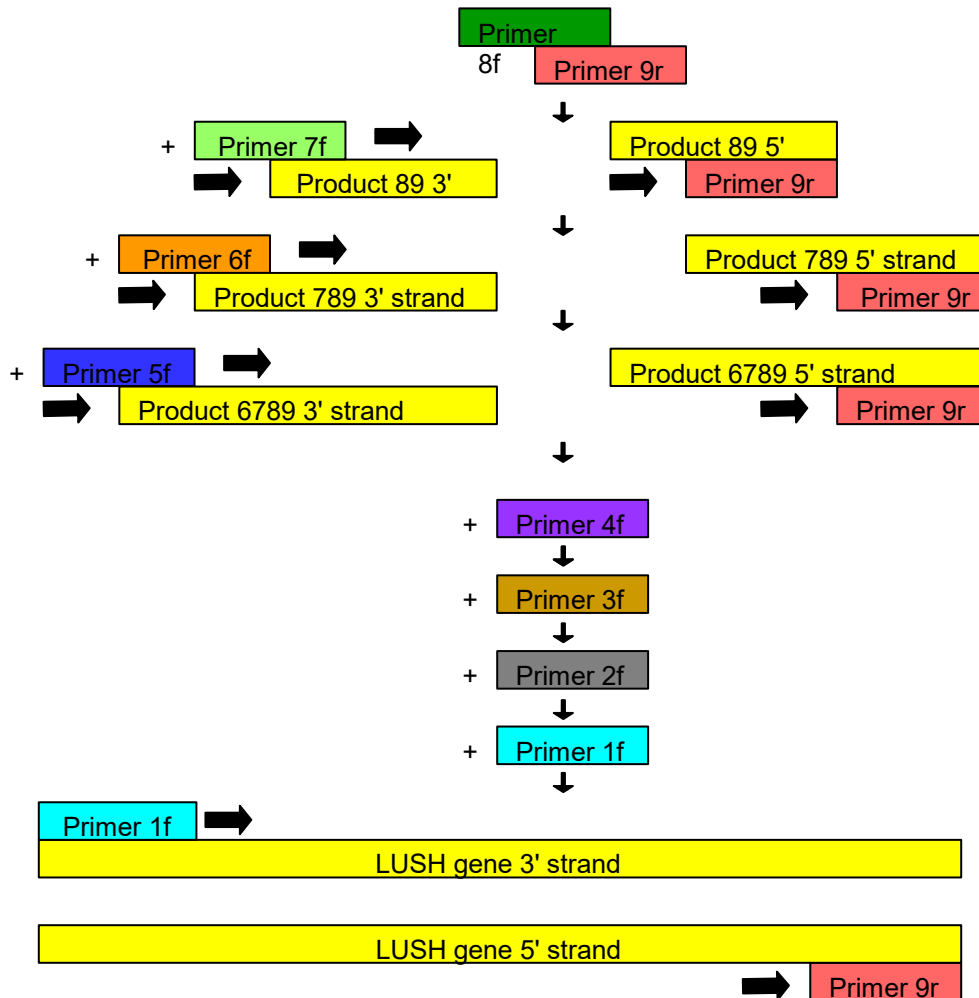 Primer
8f
Primer 9r
+ Primer 7f
Product 89 5'
Product 89 3'
Primer 9r
+ Primer 6f
Product 789 5' strand
Product 789 3' strand
Primer 9r
+ Primer 5f
Product 6789 5' strand
Product 6789 3' strand
Primer 9r
+ Primer 4f
+ Primer 3f
+ Primer 2f
+ Primer 1f
Primer 1f
LUSH gene 3' strand
LUSH gene 5' strand
Primer 9r